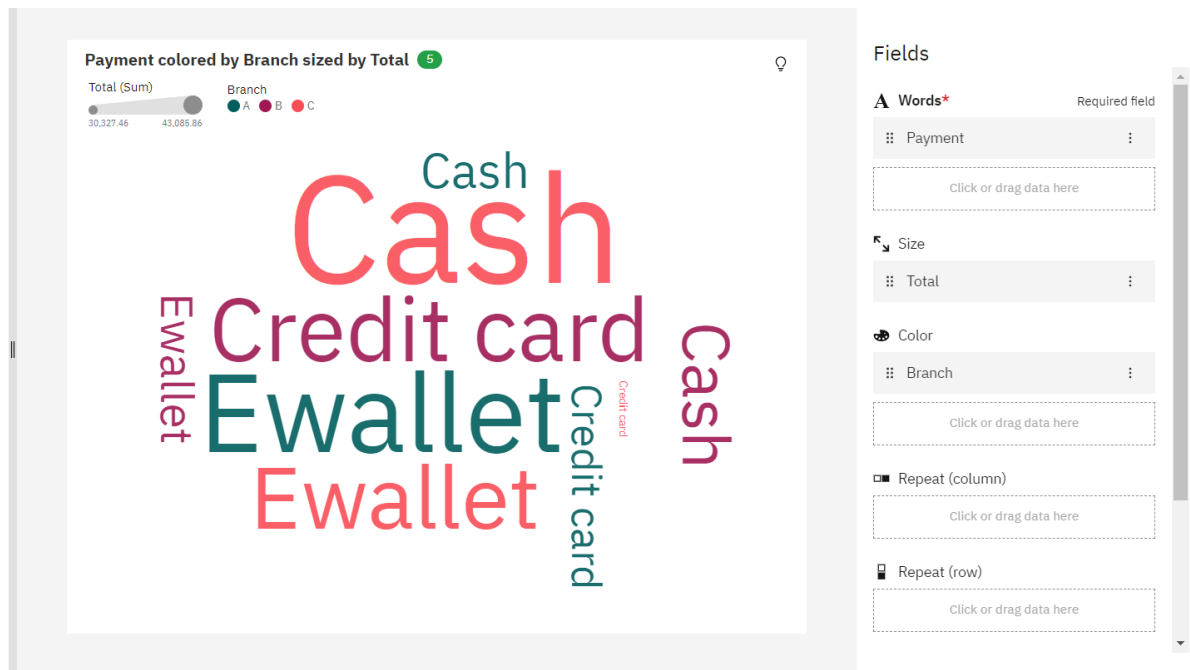 Payment colored by Branch sized by Total 5
Total (Sum)
30,327.46 43,085.86
Branch
A B C
Cash
Cash
Ewallet
Credit card
Cash
Ewallet
Credit card
Credit card
Ewallet
Fields
A Words* Required field
Payment
Click or drag data here
Size
Total
Color
Branch
Click or drag data here
Repeat (column)
Click or drag data here
Repeat (row)
Click or drag data here